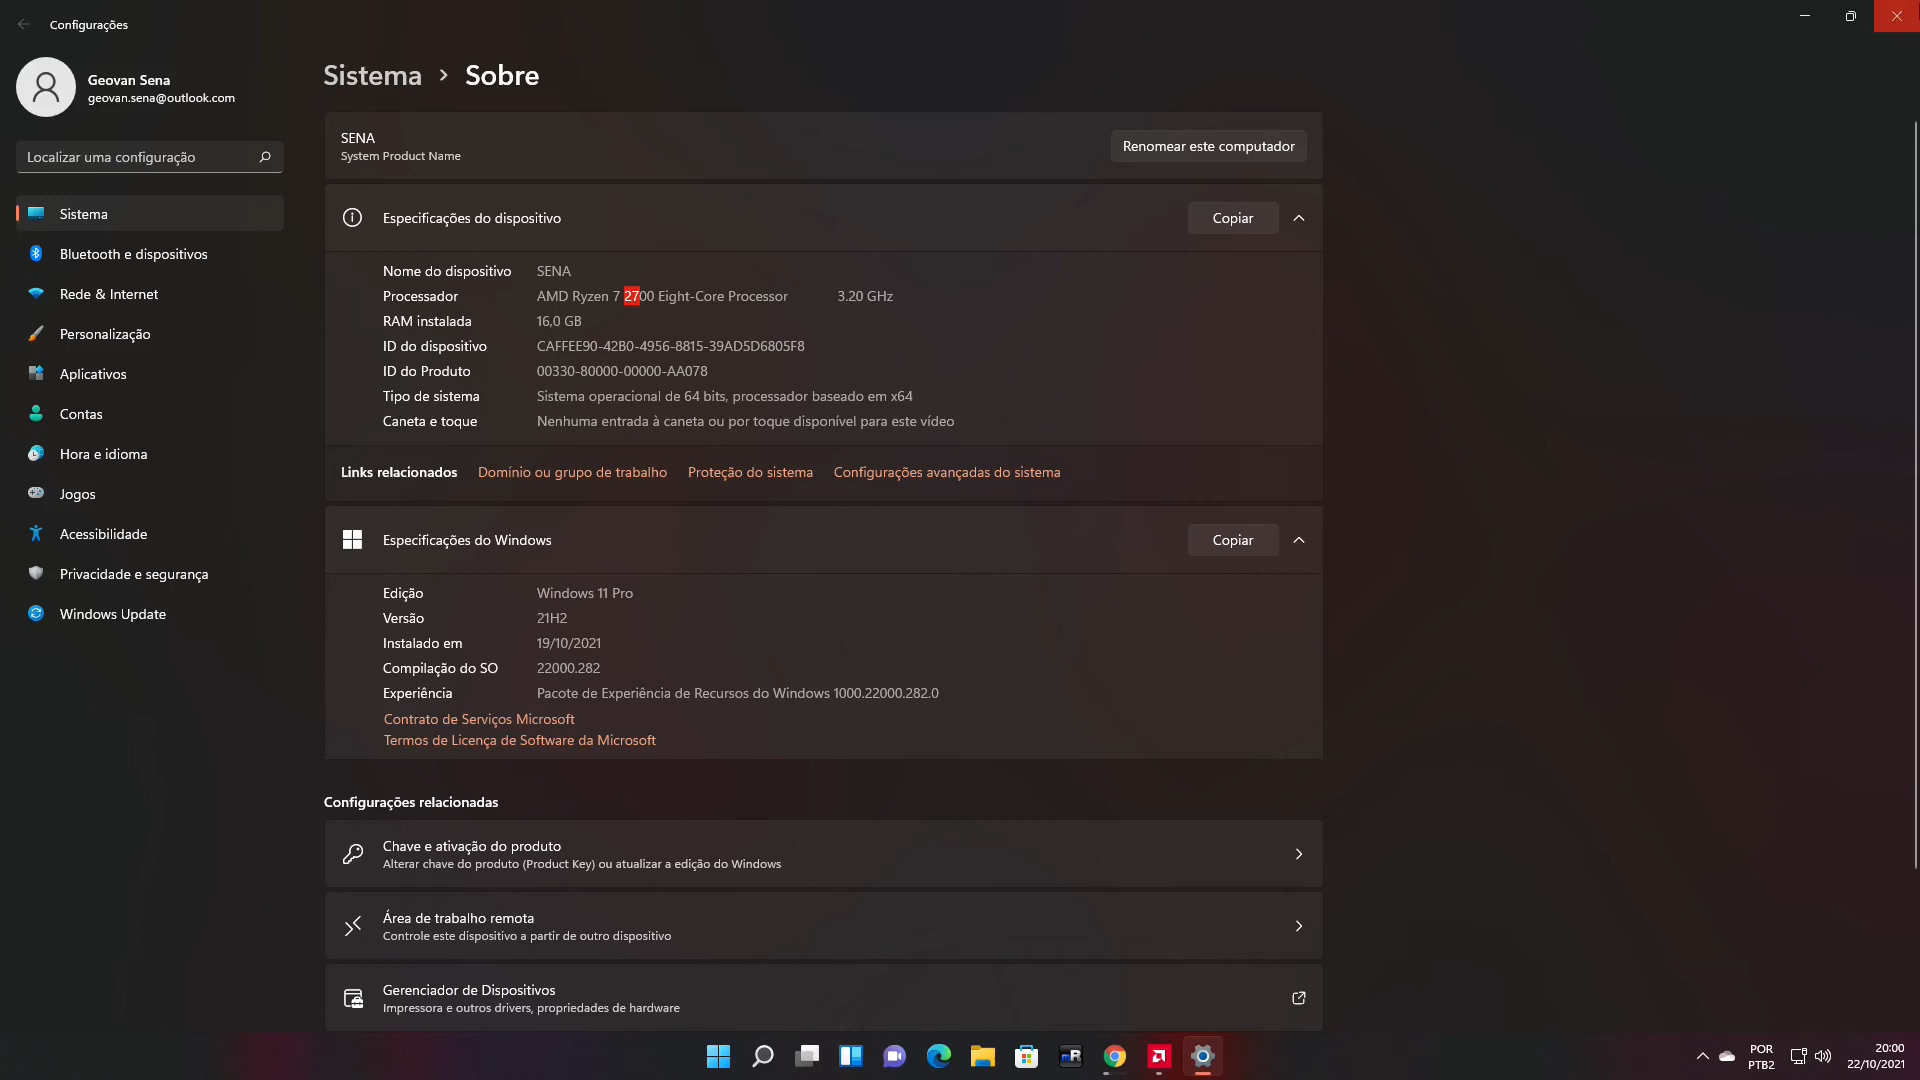 Configurações
Geovan Sena
geovan.sena@outlook.com
Localizar uma configuração
Sistema
Bluetooth e dispositivos
Rede & Internet
Personalização
Aplicativos
Contas
Hora e idioma
Jogos
Acessibilidade
Privacidade e segurança
Windows Update
Sistema > Sobre
SENA
System Product Name
Renomear este computador
Especificações do dispositivo
Copiar
Nome do dispositivo SENA
Processador AMD Ryzen 7 2700 Eight-Core Processor 3.20 GHz
RAM instalada 16,0 GB
ID do dispositivo CAFFEE90-42B0-4956-8815-39AD5D6805F8
ID do Produto 00330-80000-00000-AA078
Tipo de sistema Sistema operacional de 64 bits, processador baseado em x64
Caneta e toque Nenhuma entrada à caneta ou por toque disponível para este vídeo
Links relacionados Domínio ou grupo de trabalho Proteção do sistema Configurações avançadas do sistema
Especificações do Windows
Copiar
Edição Windows 11 Pro
Versão 21H2
Instalado em 19/10/2021
Compilação do SO 22000.282
Experiência Pacote de Experiência de Recursos do Windows 1000.22000.282.0
Contrato de Serviços Microsoft
Termos de Licença de Software da Microsoft
Configurações relacionadas
Chave e ativação do produto
Alterar chave do produto (Product Key) ou atualizar a edição do Windows
Área de trabalho remota
Controle este dispositivo a partir de outro dispositivo
Gerenciador de Dispositivos
Impressora e outros drivers, propriedades de hardware
POR
PTB2
20:00
22/10/2021